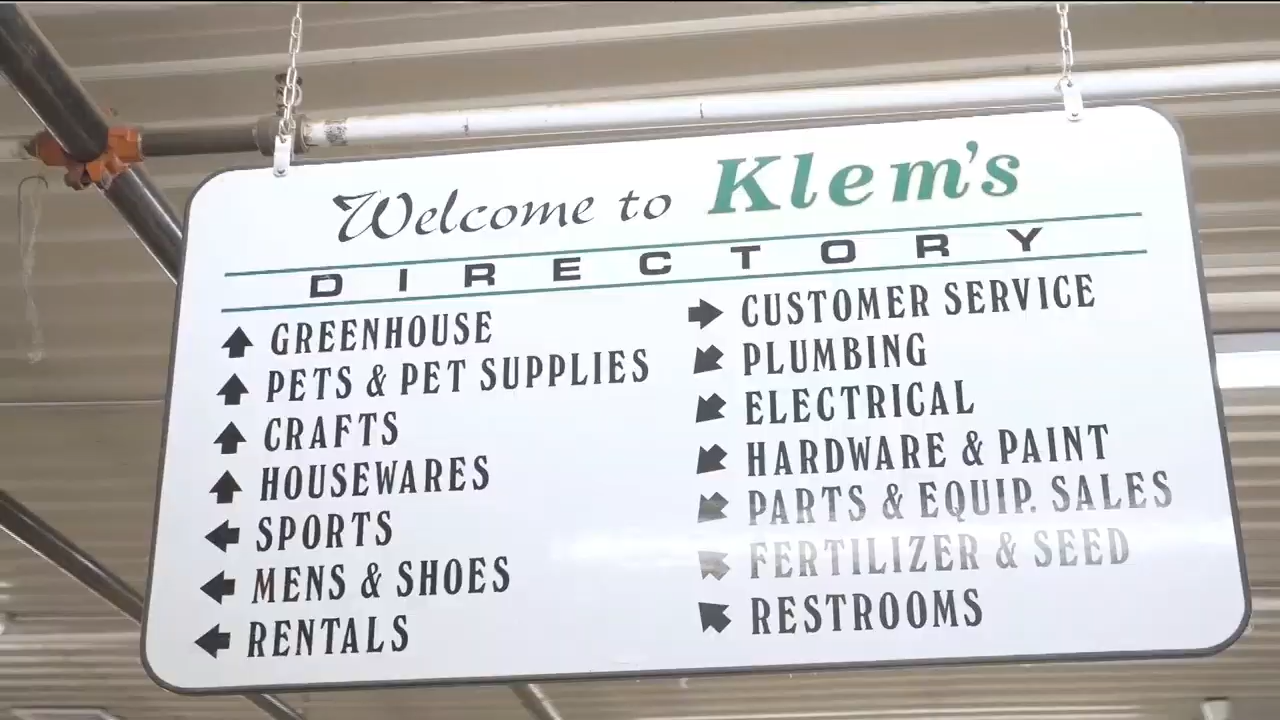 Welcome to Klem's
DIRECTORY
GREENHOUSE
PETS & PET SUPPLIES
CRAFTS
HOUSEWARES
SPORTS
MENS & SHOES
RENTALS
CUSTOMER SERVICE
PLUMBING
ELECTRICAL
HARDWARE & PAINT
PARTS & EQUIP. SALES
FERTILIZER & SEED
RESTROOMS